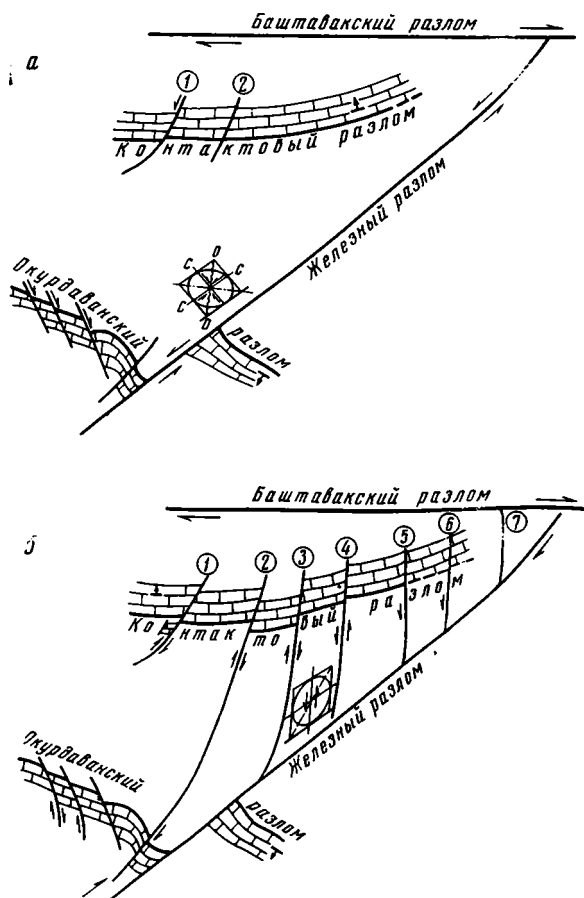 Баштавакский разлом
а
1
2
Контактовый разлом
Железный разлом
О
С
С
С
О
Окурдаванский
разлом
Баштавакский разлом
б
1
2
3
4
5
6
7
Контактовый разлом
Железный разлом
Окурдаванский
разлом